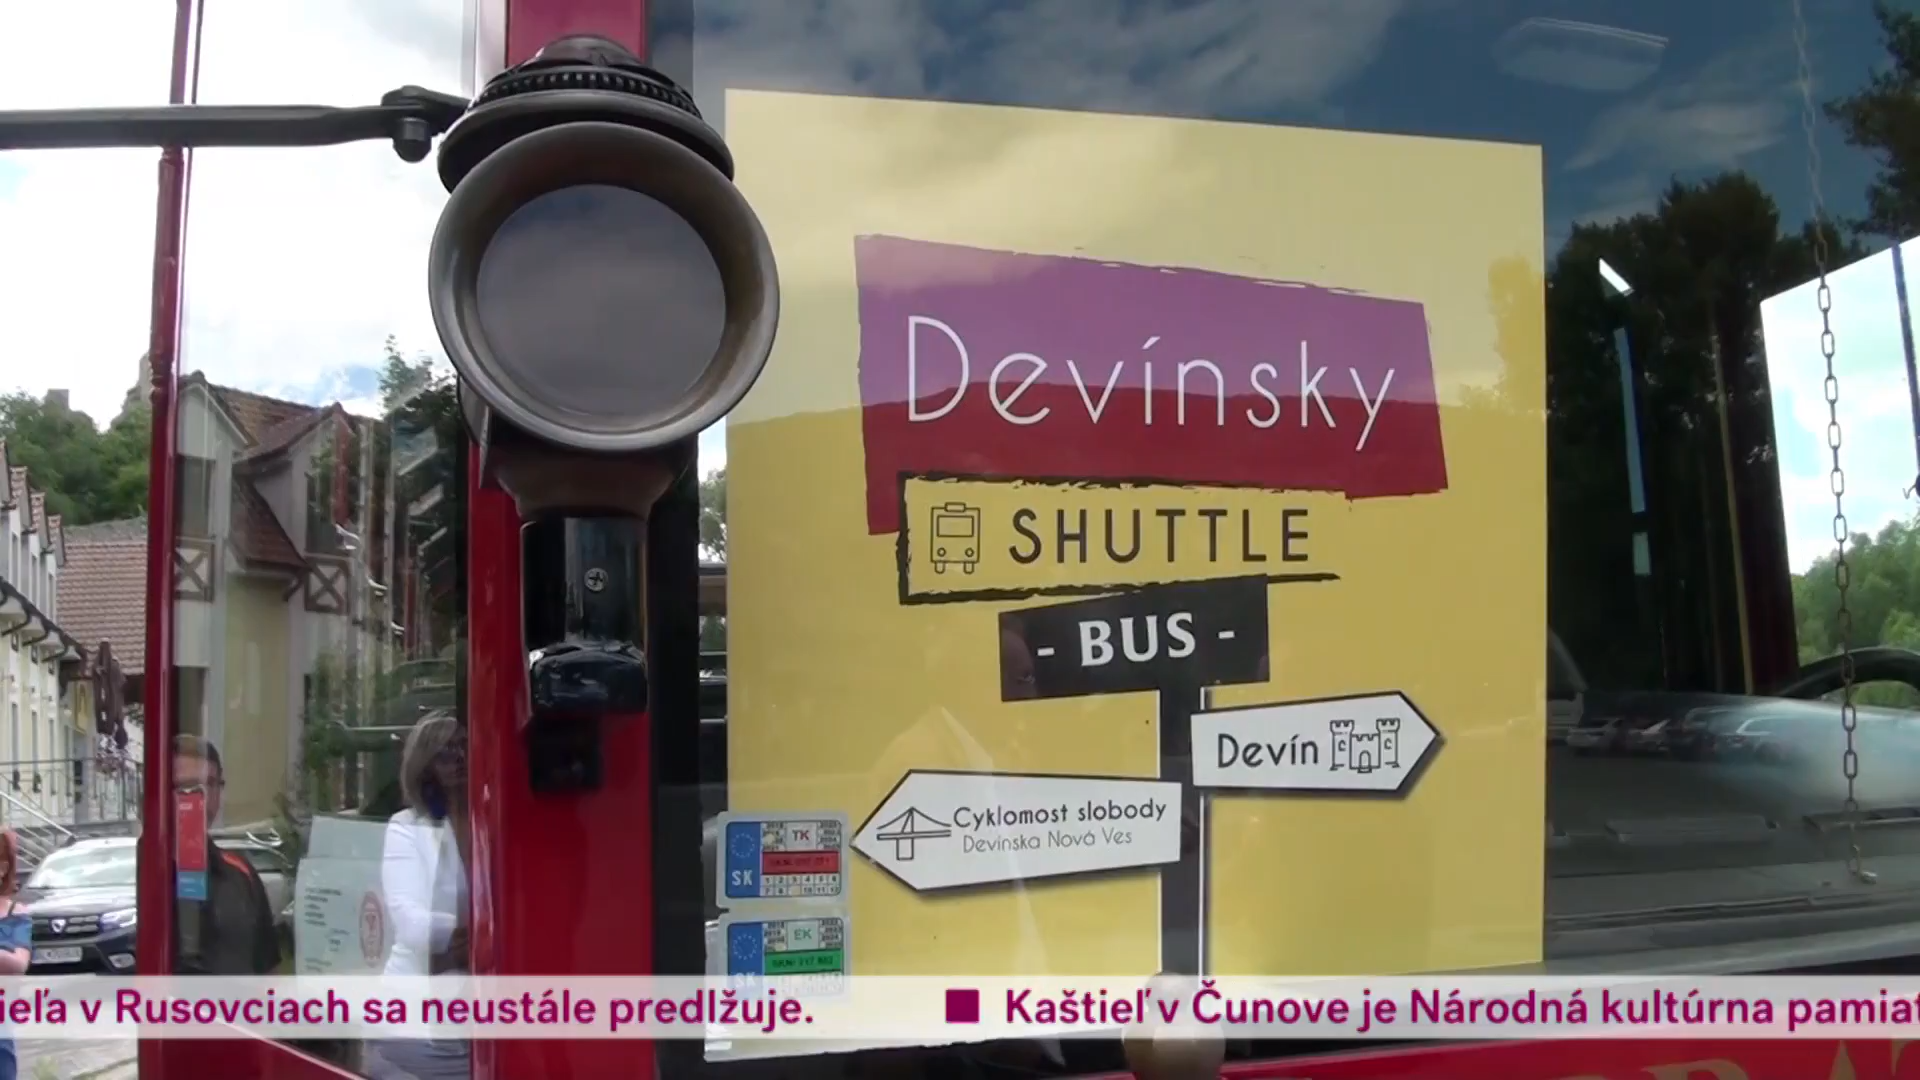 Devínsky
SHUTTLE
- BUS -
Devín
Cyklomost slobody
Devínska Nová Ves
TK
SK
EK
SK
ieľa v Rusovciach sa neustále predlžuje. ■ Kaštieľ v Čunove je Národná kultúrna pamiat